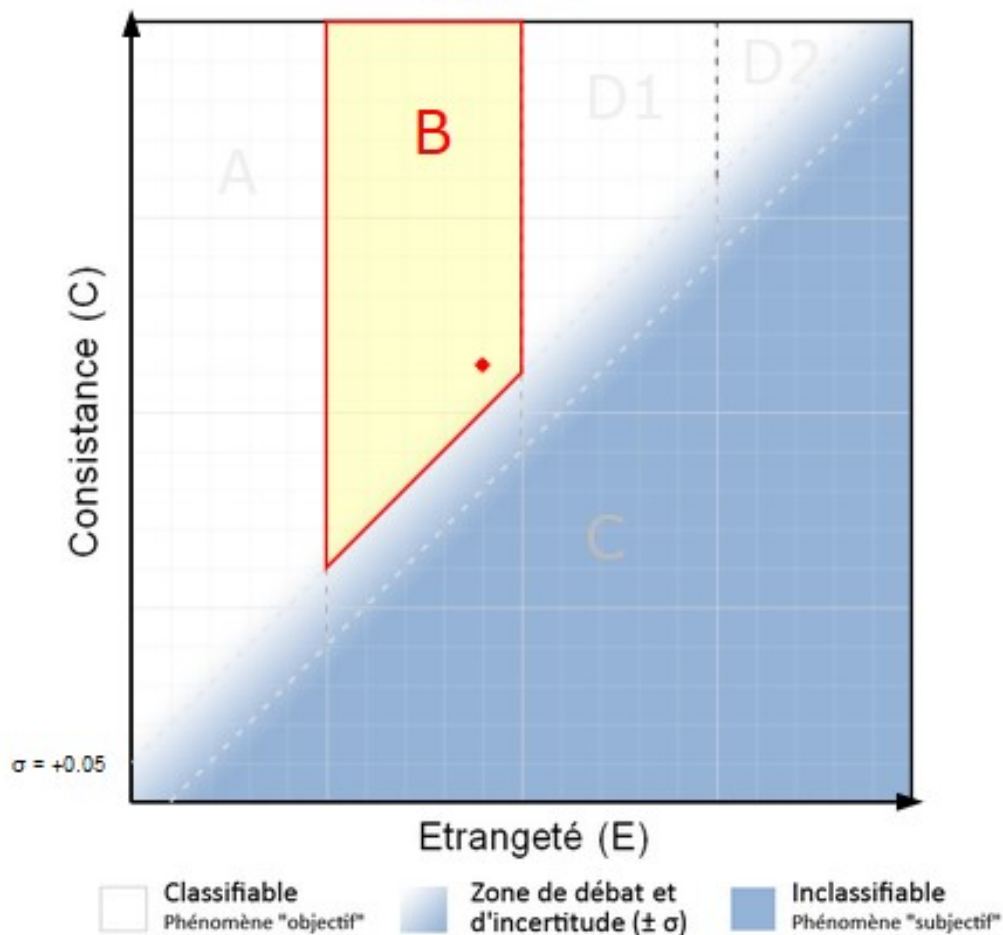 D2
D1
B
A
Consistance (C)
C
σ = +0.05
Etrangeté (E)
Classifiable
Phénomène "objectif"
Zone de débat et
d'incertitude (± σ)
Inclassifiable
Phénomène "subjectif"